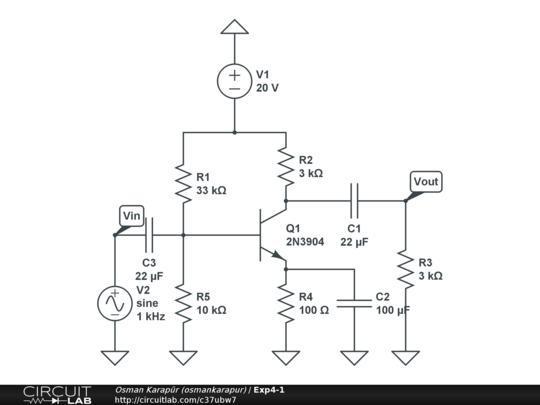 V1
20 V
R1
33 kΩ
R2
3 kΩ
Vout
Vin
Q1
2N3904
C1
22 µF
C3
22 µF
V2
sine
1 kHz
R5
10 kΩ
R4
100 Ω
C2
100 µF
R3
3 kΩ
CIRCUIT
LAB
Osman Karapür (osmankarapur) / Exp4-1
http://circuitlab.com/c37ubw7